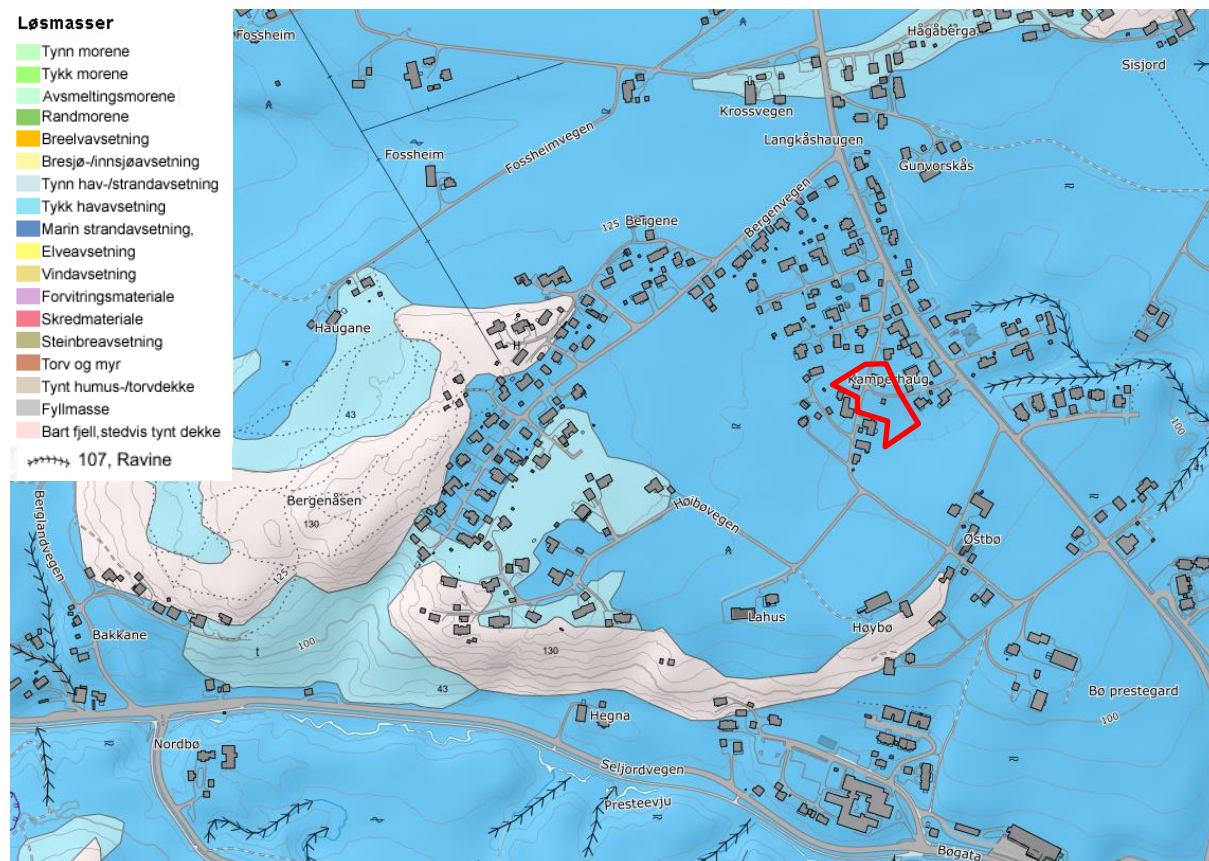 Løsmasser
Tynn morene
Tykk morene
Avsmeltingsmorene
Randmorene
Breelvavsetning
Bresjø-/innsjøavsetning
Tynn hav-/strandavsetning
Tykk havavsetning
Marin strandavsetning,
Elveavsetning
Vindavsetning
Forvitringsmateriale
Skredmateriale
Steinbreavsetning
Torv og myr
Tynt humus-/torvdekke
Fyllmasse
Bart fjell,stedvis tynt dekke
107, Ravine
Fossheim
Hågåberga
Sisjord
Krossvegen
Langkåshaugen
Fossheimvegen
Fossheim
Gunvorskås
Bergenvegen
125
Bergene
Haugane
H
Kamperhaug
43
100
41
Bergenåsen
130
Høibøvegen
Berglandvegen
Østbø
125
Lahus
Høybø
Bakkane
100
t
130
43
Bø prestegard
100
Hegna
Nordbø
Seljordvegen
Presteevju
Bøgata